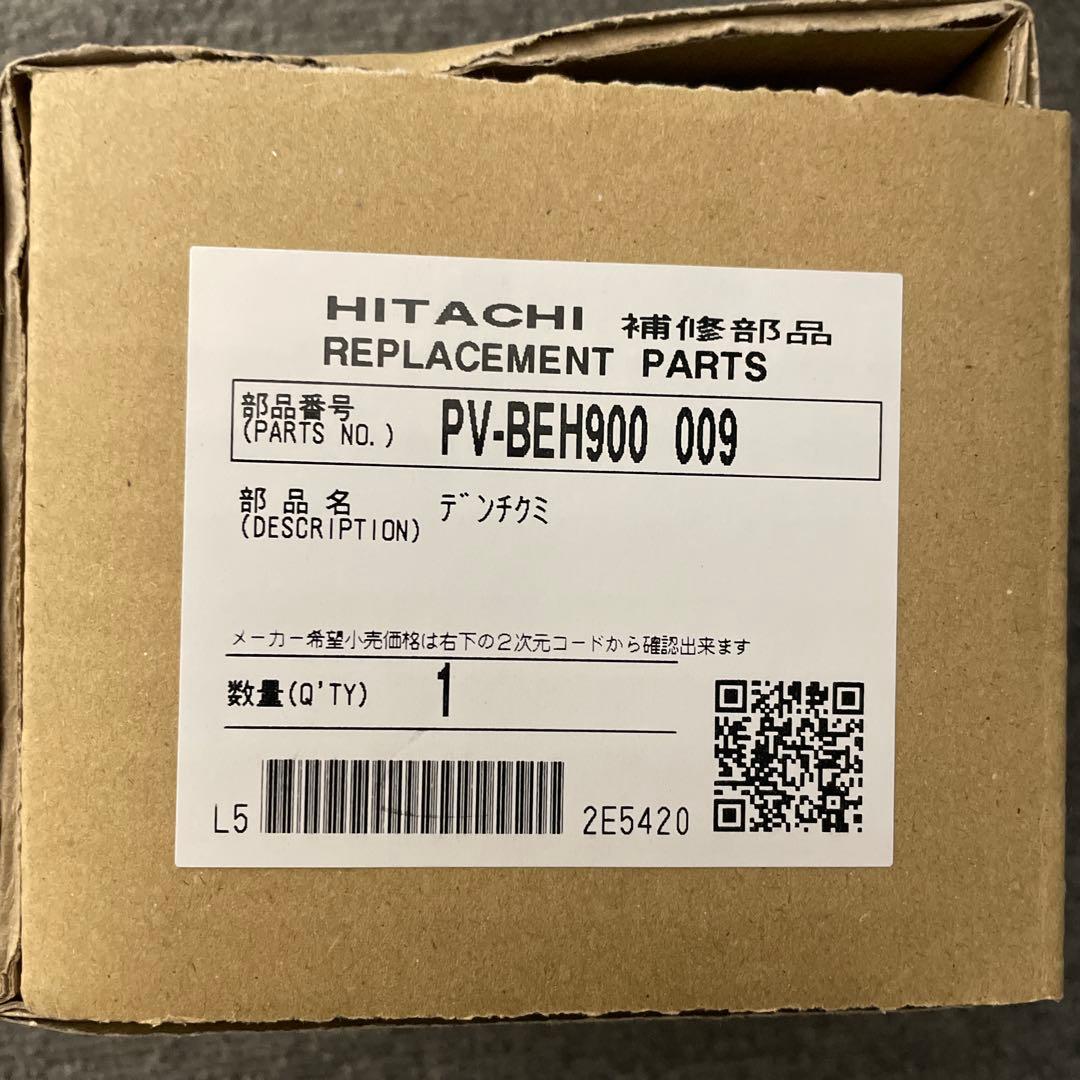 HITACHI 補修部品
REPLACEMENT PARTS
部品番号
(PARTS NO.) PV-BEH900 009
部品名 デンチクミ
(DESCRIPTION)
メーカー希望小売価格は右下の2次元コードから確認出来ます
数量(Q'TY) 1
L5 2E5420